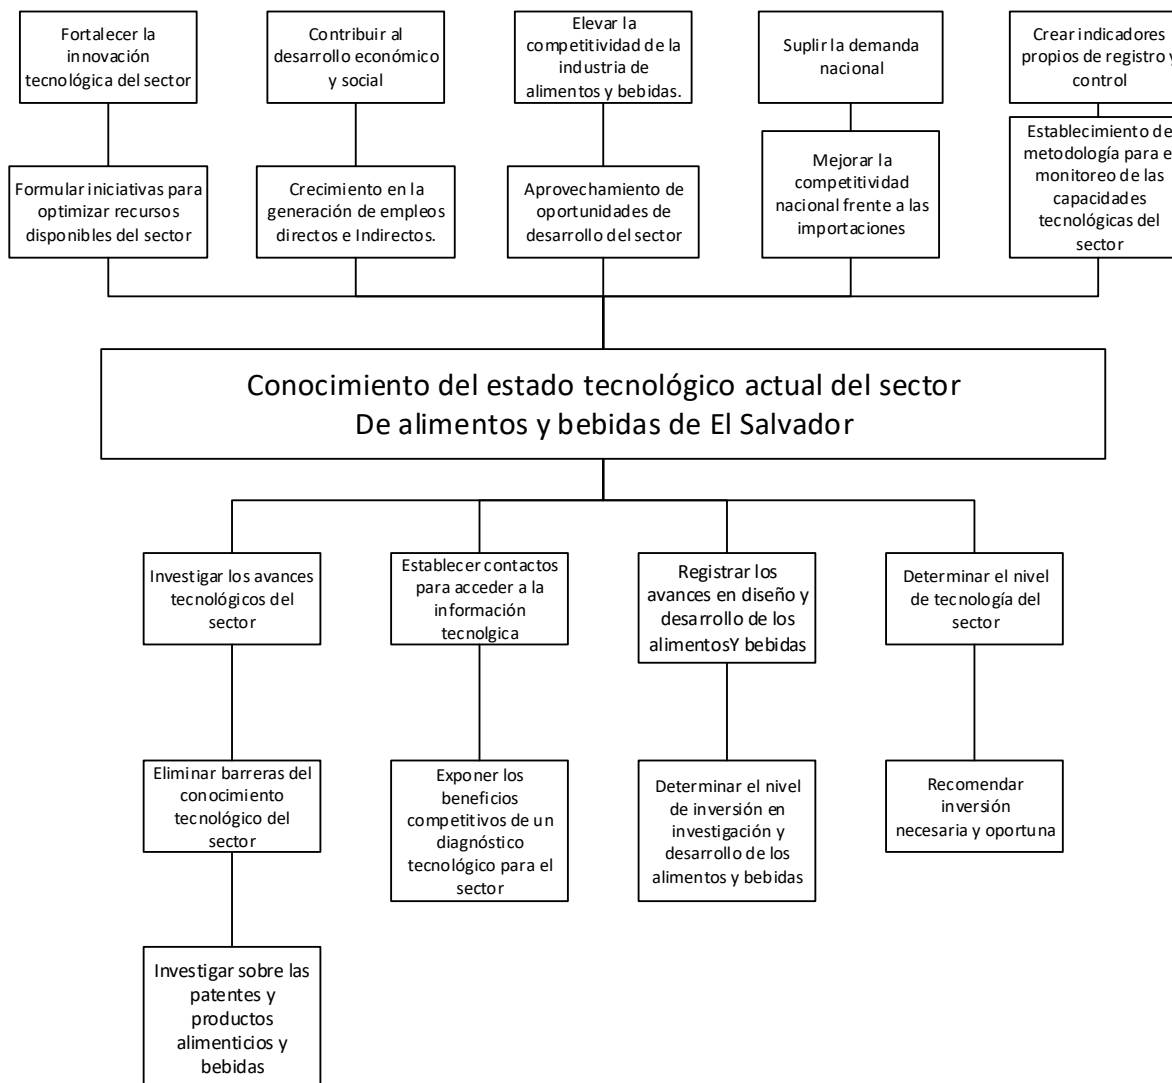 Fortalecer la
innovación
tecnológica del sector
Contribuir al
desarrollo económico
y social
Elevar la
competitividad de la
industria de
alimentos y bebidas.
Suplir la demanda
nacional
Crear indicadores
propios de registro y
control
Formular iniciativas para
optimizar recursos
disponibles del sector
Crecimiento en la
generación de empleos
directos e Indirectos.
Aprovechamiento de
oportunidades de
desarrollo del sector
Mejorar la
competitividad
nacional frente a las
importaciones
Establecimiento de
metodología para el
monitoreo de las
capacidades
tecnológicas del
sector
Conocimiento del estado tecnológico actual del sector
De alimentos y bebidas de El Salvador
Investigar los avances
tecnológicos del
sector
Establecer contactos
para acceder a la
información
tecnolgica
Registrar los
avances en diseño y
desarrollo de los
alimentosY bebidas
Determinar el nivel
de tecnología del
sector
Eliminar barreras del
conocimiento
tecnológico del
sector
Exponer los
beneficios
competitivos de un
diagnóstico
tecnológico para el
sector
Determinar el nivel
de inversión en
investigación y
desarrollo de los
alimentos y bebidas
Recomendar
inversión
necesaria y oportuna
Investigar sobre las
patentes y
productos
alimenticios y
bebidas